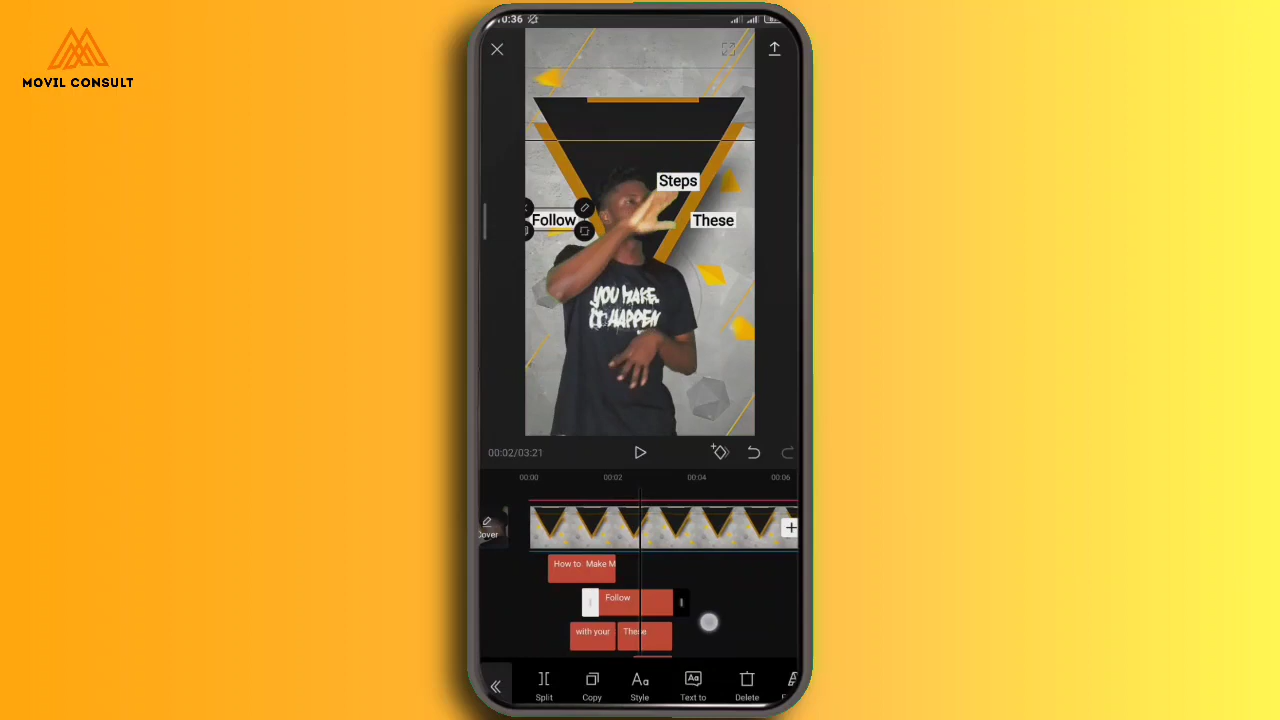 MOVIL CONSULT
10:36
Steps
Follow
These
YOU MAKE.
IT HAPPEN
00:02/03:21
00:00
00:02
00:04
00:06
Cover
How to Make M
Follow
with your These
Split
Copy
Style
Text to
Delete